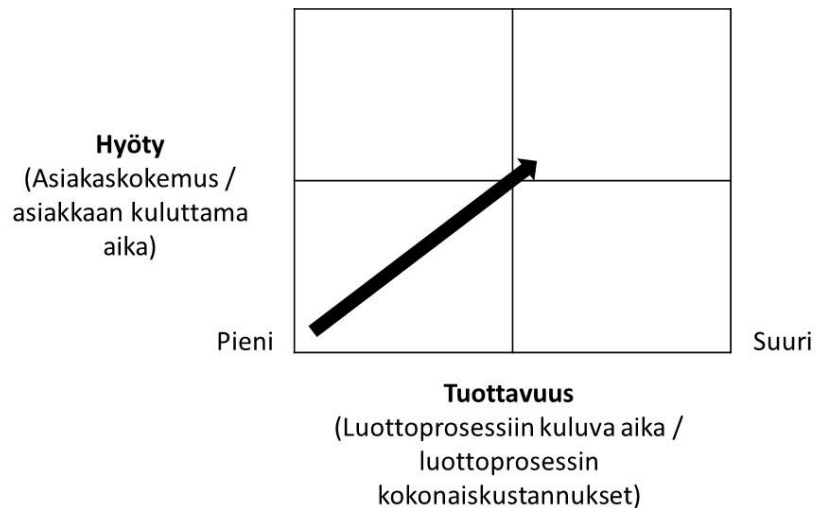 Hyöty
(Asiakaskokemus /
asiakkaan kuluttama
aika)
Pieni
Suuri
Tuottavuus
(Luottoprosessiin kuluva aika /
luottoprosessin
kokonaiskustannukset)